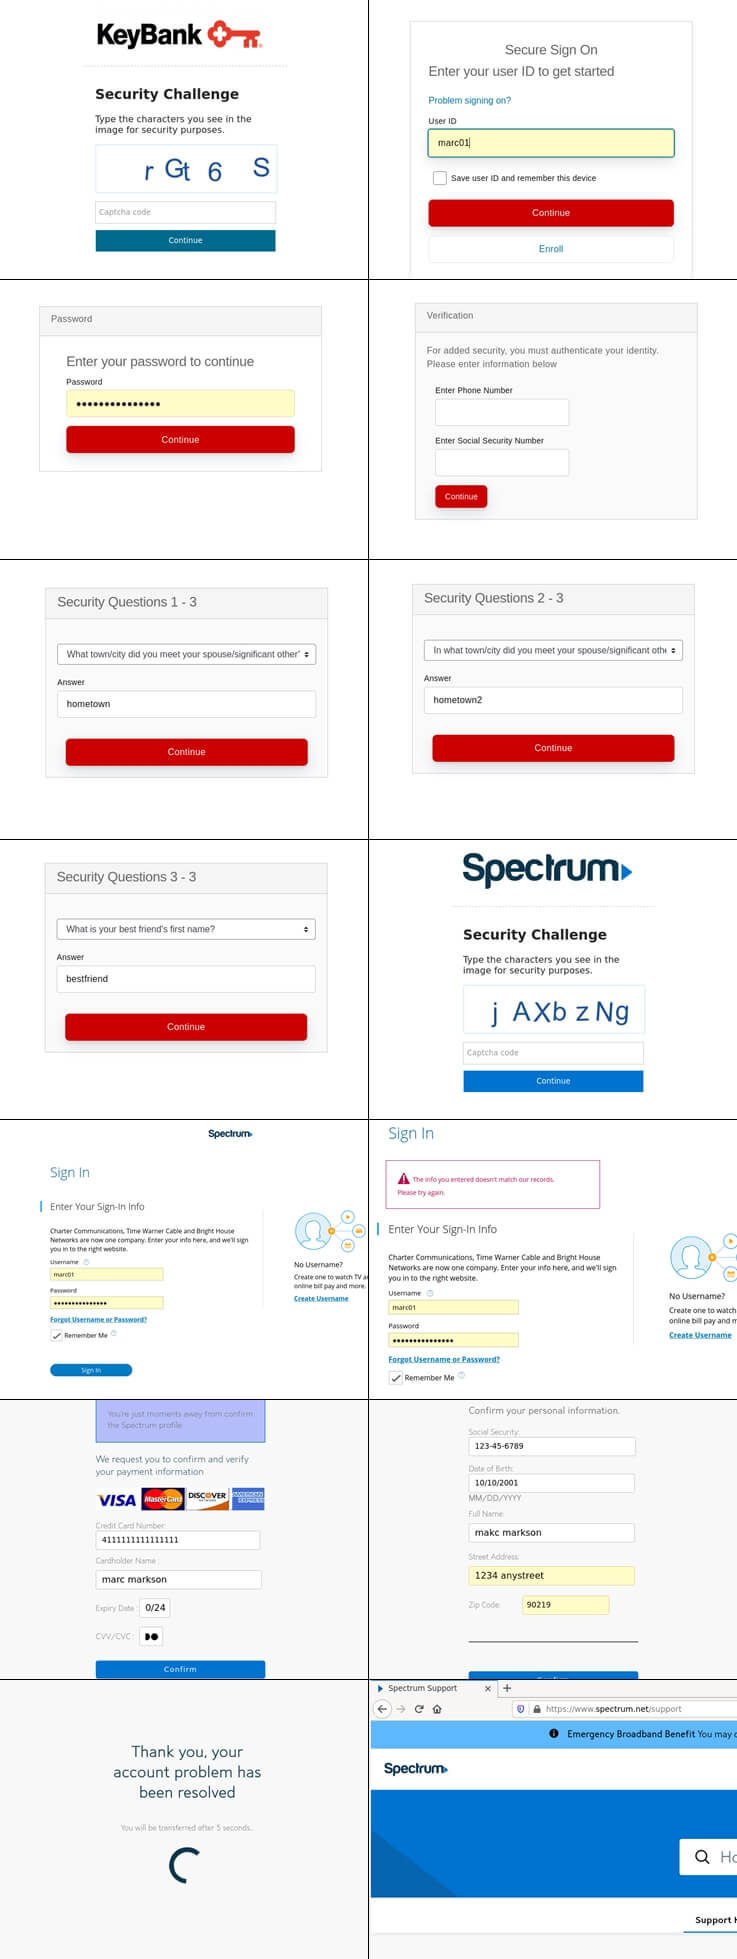 KeyBank
Security Challenge
Type the characters you see in the
image for security purposes.
r Gt 6 S
Captcha code
Continue
Secure Sign On
Enter your user ID to get started
Problem signing on?
User ID
marc01
Save user ID and remember this device
Continue
Enroll
Password
Enter your password to continue
Password
•••••••••••••••
Continue
Verification
For added security, you must authenticate your identity.
Please enter information below
Enter Phone Number
Enter Social Security Number
Continue
Security Questions 1 - 3
What town/city did you meet your spouse/significant other'
Answer
hometown
Continue
Security Questions 2 - 3
In what town/city did you meet your spouse/significant othe
Answer
hometown2
Continue
Security Questions 3 - 3
What is your best friend's first name?
Answer
bestfriend
Continue
Spectrum
Security Challenge
Type the characters you see in the
image for security purposes.
j AXb z Ng
Captcha code
Continue
Spectrum
Sign In
Enter Your Sign-In Info
Charter Communications, Time Warner Cable and Bright House
Networks are now one company. Enter your info here, and we'll sign
you in to the right website.
Username
marc01
Password
•••••••••••••••
Forgot Username or Password?
Remember Me
Sign In
No Username?
Create one to watch TV a
online bill pay and more.
Create Username
Sign In
The info you entered doesn't match our records.
Please try again.
Enter Your Sign-In Info
Charter Communications, Time Warner Cable and Bright House
Networks are now one company. Enter your info here, and we'll sign
you in to the right website.
Username
marc01
Password
•••••••••••••••
Forgot Username or Password?
Remember Me
No Username?
Create one to watch
online bill pay and m
Create Username
You're just moments away from confirm
the Spectrum profile
We request you to confirm and verify
your payment information
VISA MasterCard DISCOVER NETWORK AMERICAN EXPRESS
Credit Card Number:
4111111111111111
Cardholder Name :
marc markson
Expiry Date : 0/24
CVV/CVC :
Confirm
Confirm your personal information.
Social Security:
123-45-6789
Date of Birth:
10/10/2001
MM/DD/YYYY
Full Name:
makc markson
Street Address:
1234 anystreet
Zip Code: 90219
Thank you, your
account problem has
been resolved
You will be transferred after 5 seconds..
Spectrum Support
https://www.spectrum.net/support
Emergency Broadband Benefit You may
Spectrum
Ho
Support H